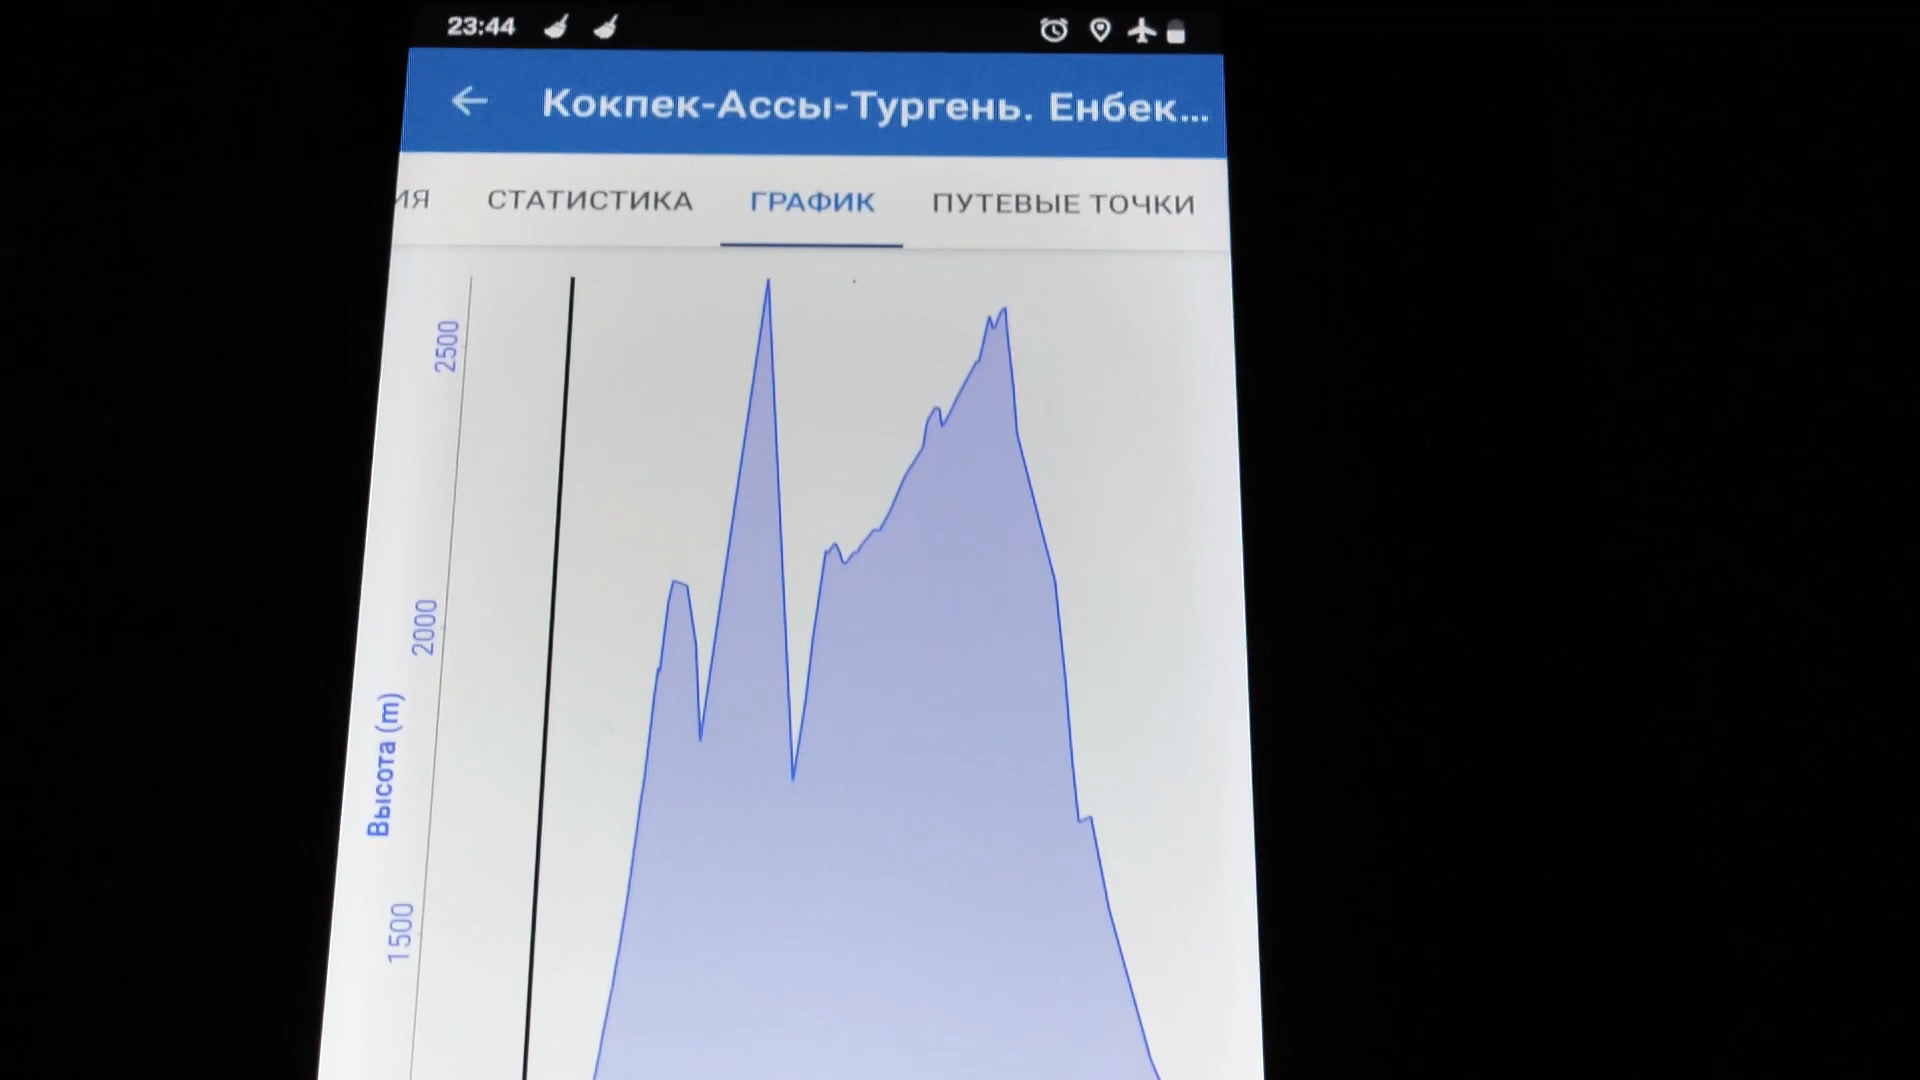 23:44
Кокпек-Ассы-Тургень. Енбек...
ИЯ
СТАТИСТИКА
ГРАФИК
ПУТЕВЫЕ ТОЧКИ
2500
2000
Высота (m)
1500